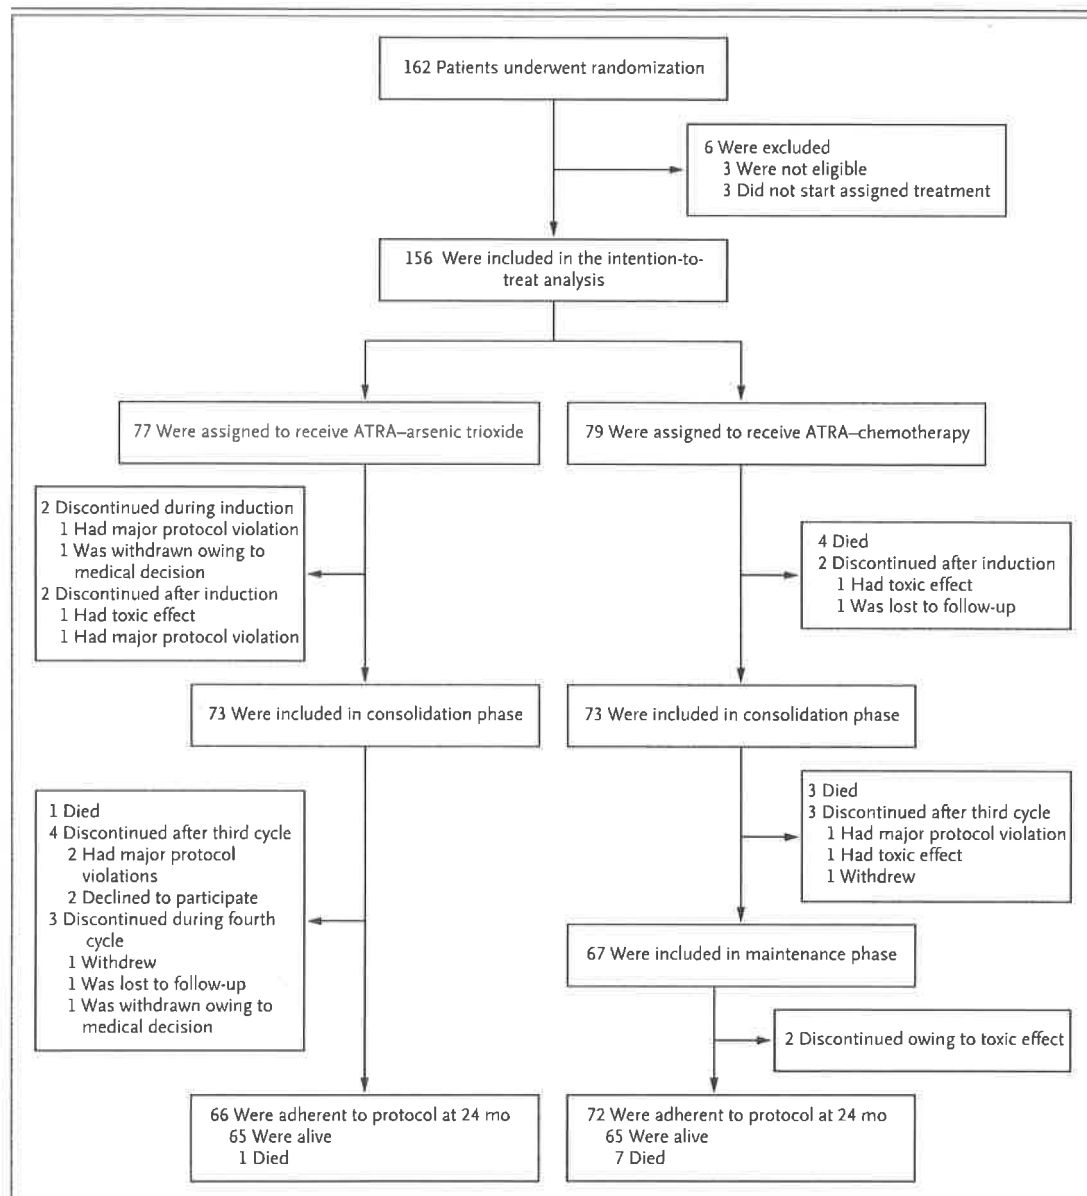 162 Patients underwent randomization
6 Were excluded
3 Were not eligible
3 Did not start assigned treatment
156 Were included in the intention-to-
treat analysis
77 Were assigned to receive ATRA–arsenic trioxide
79 Were assigned to receive ATRA–chemotherapy
2 Discontinued during induction
1 Had major protocol violation
1 Was withdrawn owing to
medical decision
2 Discontinued after induction
1 Had toxic effect
1 Had major protocol violation
4 Died
2 Discontinued after induction
1 Had toxic effect
1 Was lost to follow-up
73 Were included in consolidation phase
73 Were included in consolidation phase
1 Died
4 Discontinued after third cycle
2 Had major protocol
violations
2 Declined to participate
3 Discontinued during fourth
cycle
1 Withdrew
1 Was lost to follow-up
1 Was withdrawn owing to
medical decision
3 Died
3 Discontinued after third cycle
1 Had major protocol violation
1 Had toxic effect
1 Withdrew
67 Were included in maintenance phase
2 Discontinued owing to toxic effect
66 Were adherent to protocol at 24 mo
65 Were alive
1 Died
72 Were adherent to protocol at 24 mo
65 Were alive
7 Died